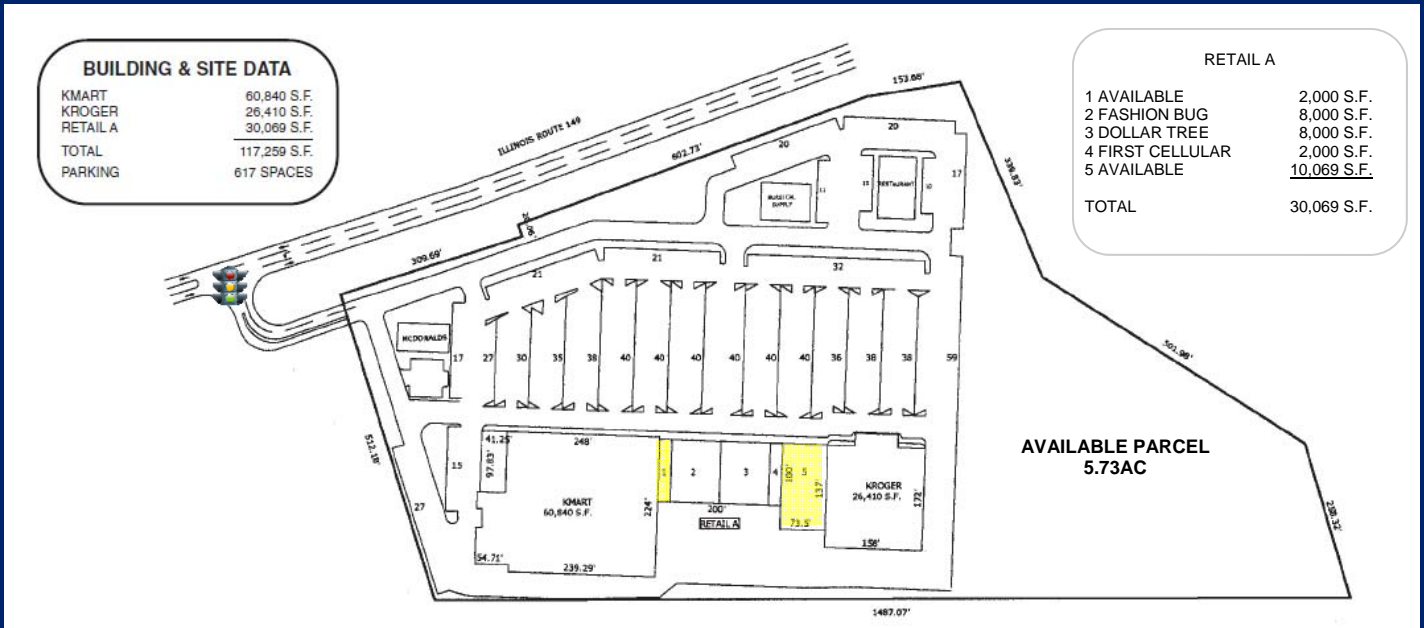 BUILDING & SITE DATA
KMART 60,840 S.F.
KROGER 26,410 S.F.
RETAIL A 30,069 S.F.
TOTAL 117,259 S.F.
PARKING 617 SPACES
RETAIL A
1 AVAILABLE 2,000 S.F.
2 FASHION BUG 8,000 S.F.
3 DOLLAR TREE 8,000 S.F.
4 FIRST CELLULAR 2,000 S.F.
5 AVAILABLE 10,069 S.F.
TOTAL 30,069 S.F.
ILLINOIS ROUTE 149
153.68'
602.73'
309.69'
339.83'
501.98'
512.18'
1487.07'
20
20
17
11
RESTAURANT
SUPPLY
21
21
32
MCDONALDS
17
27
30
35
38
40
40
40
40
40
40
36
38
38
59
15
27
41.25'
97.83'
248'
KMART
60,840 S.F.
224'
54.71'
239.29'
2
3
4
5
200'
RETAIL A
100'
137'
73.5'
KROGER
26,410 S.F.
172'
158'
AVAILABLE PARCEL
5.73AC